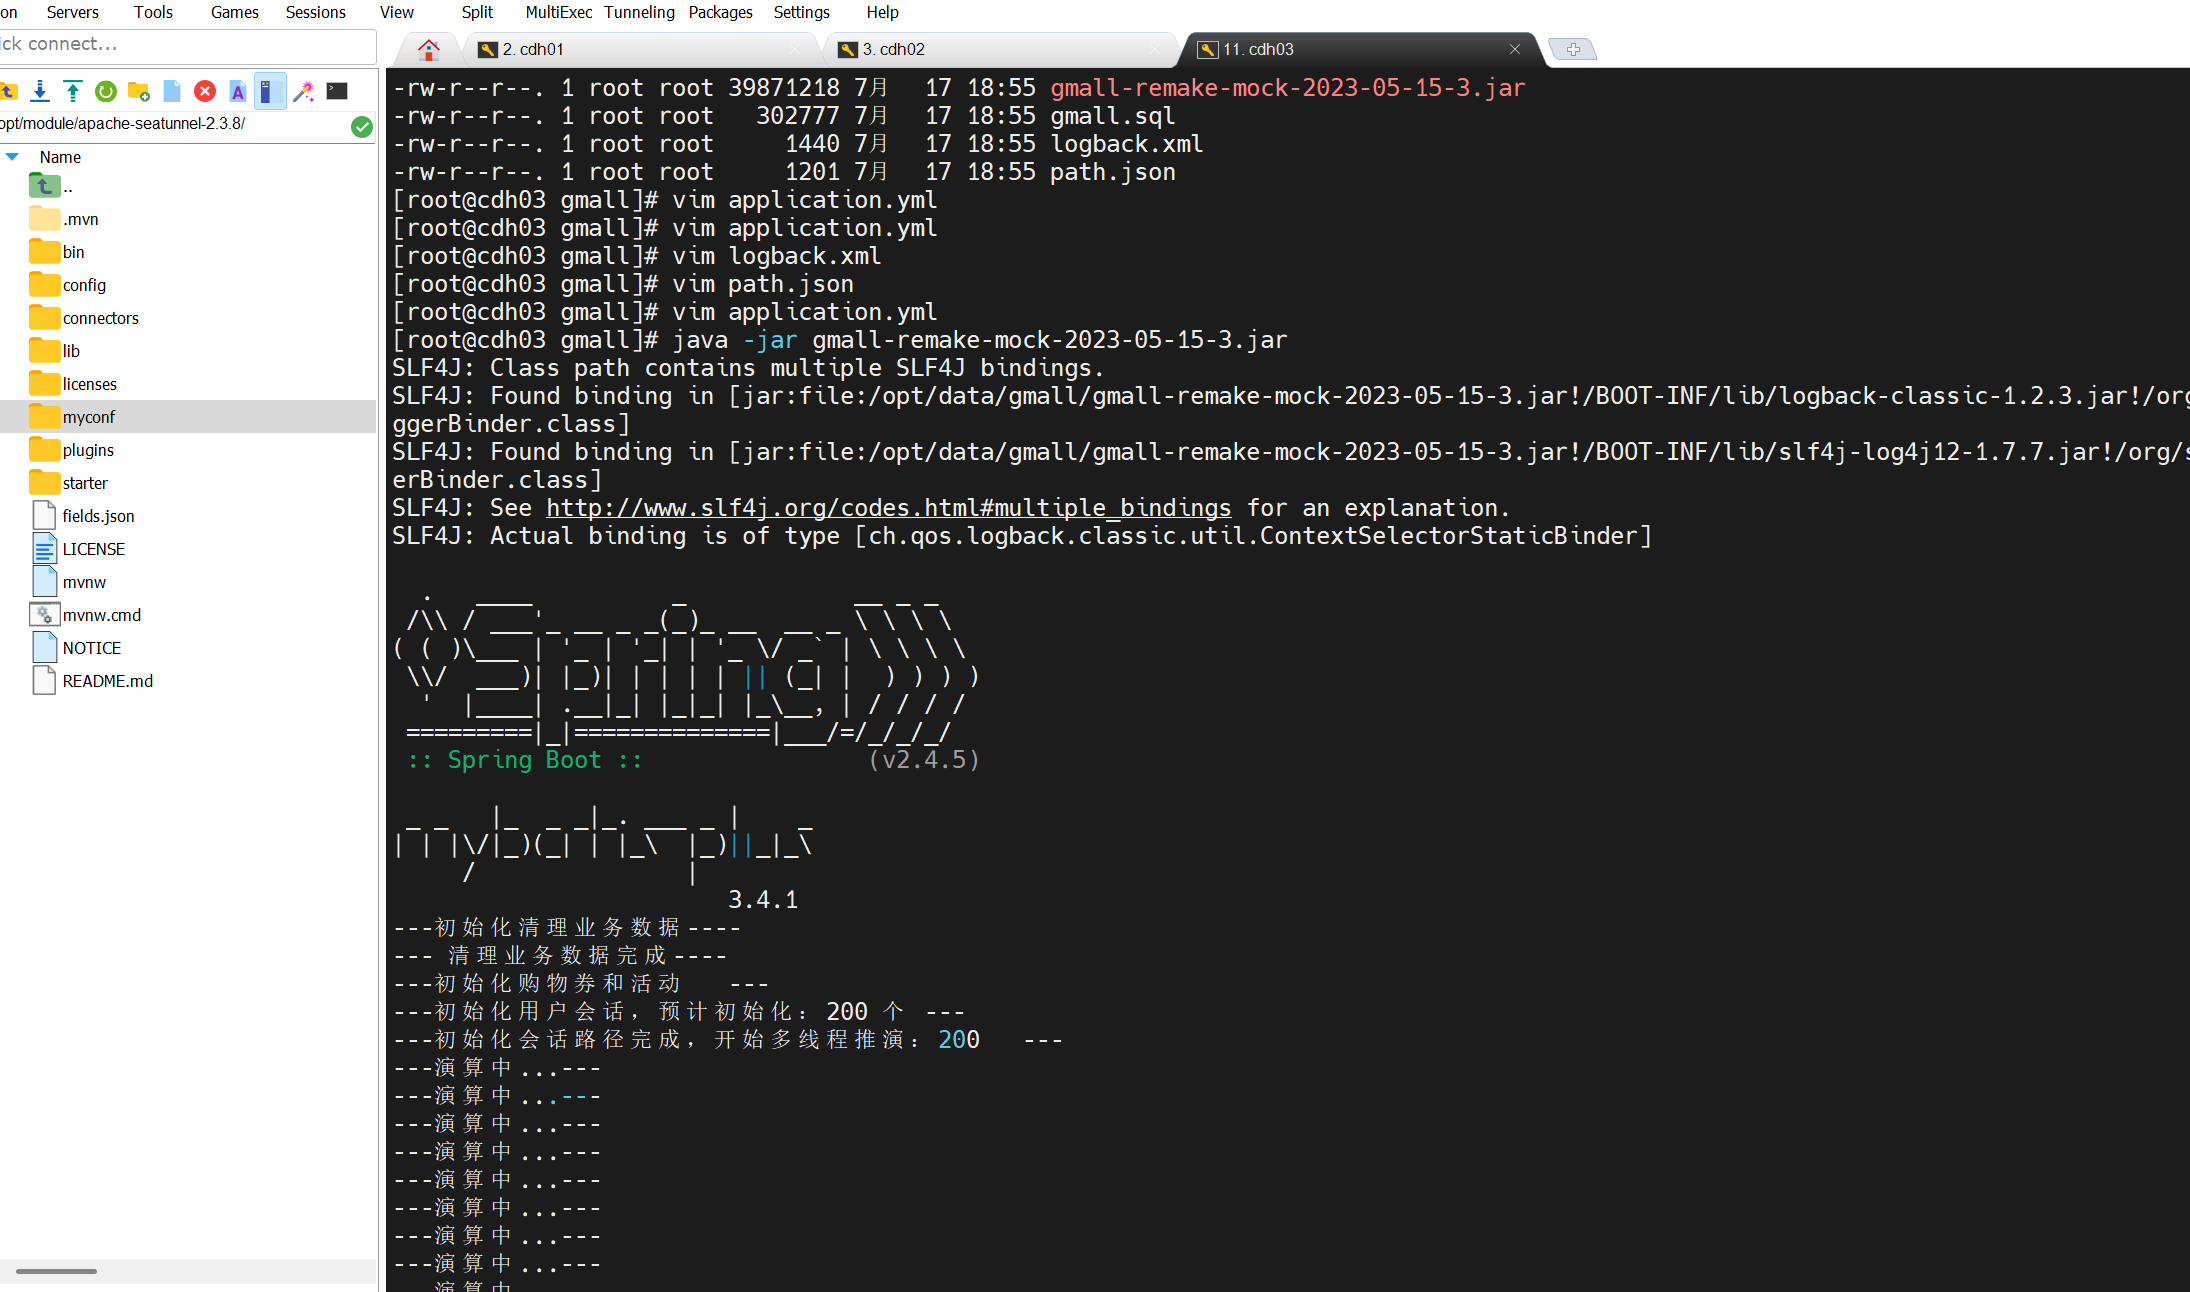 on Servers Tools Games Sessions View Split MultiExec Tunneling Packages Settings Help
ick connect...
2. cdh01
3. cdh02
11. cdh03
opt/module/apache-seatunnel-2.3.8/
Name
..
.mvn
bin
config
connectors
lib
licenses
myconf
plugins
starter
fields.json
LICENSE
mvnw
mvnw.cmd
NOTICE
README.md
-rw-r--r--. 1 root root 39871218 7月  17 18:55 gmall-remake-mock-2023-05-15-3.jar
-rw-r--r--. 1 root root   302777 7月  17 18:55 gmall.sql
-rw-r--r--. 1 root root     1440 7月  17 18:55 logback.xml
-rw-r--r--. 1 root root     1201 7月  17 18:55 path.json
[root@cdh03 gmall]# vim application.yml
[root@cdh03 gmall]# vim application.yml
[root@cdh03 gmall]# vim logback.xml
[root@cdh03 gmall]# vim path.json
[root@cdh03 gmall]# vim application.yml
[root@cdh03 gmall]# java -jar gmall-remake-mock-2023-05-15-3.jar
SLF4J: Class path contains multiple SLF4J bindings.
SLF4J: Found binding in [jar:file:/opt/data/gmall/gmall-remake-mock-2023-05-15-3.jar!/BOOT-INF/lib/logback-classic-1.2.3.jar!/org
ggerBinder.class]
SLF4J: Found binding in [jar:file:/opt/data/gmall/gmall-remake-mock-2023-05-15-3.jar!/BOOT-INF/lib/slf4j-log4j12-1.7.7.jar!/org/s
erBinder.class]
SLF4J: See http://www.slf4j.org/codes.html#multiple_bindings for an explanation.
SLF4J: Actual binding is of type [ch.qos.logback.classic.util.ContextSelectorStaticBinder]
:: Spring Boot ::                (v2.4.5)
3.4.1
---初始化清理业务数据----
--- 清理业务数据完成----
---初始化购物券和活动   ---
---初始化用户会话，预计初始化：200 个 ---
---初始化会话路径完成，开始多线程推演：200   ---
---演算中...---
---演算中...---
---演算中...---
---演算中...---
---演算中...---
---演算中...---
---演算中...---
---演算中...---
演算中